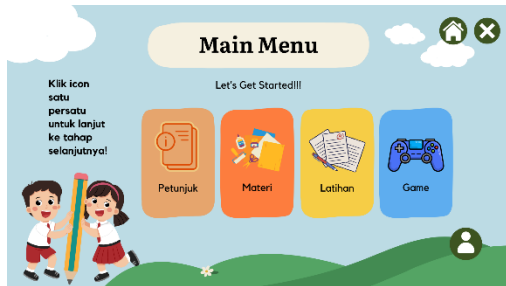 Main Menu
Let's Get Started!!!
Klik icon
satu
persatu
untuk lanjut
ke tahap
selanjutnya!
Petunjuk
Materi
Latihan
Game